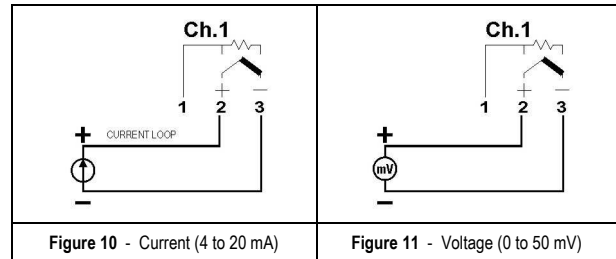 Ch.1
+ −
1 2 3
+ CURRENT LOOP
−
Figure 10 - Current (4 to 20 mA)
Ch.1
+ −
1 2 3
+
mV
−
Figure 11 - Voltage (0 to 50 mV)